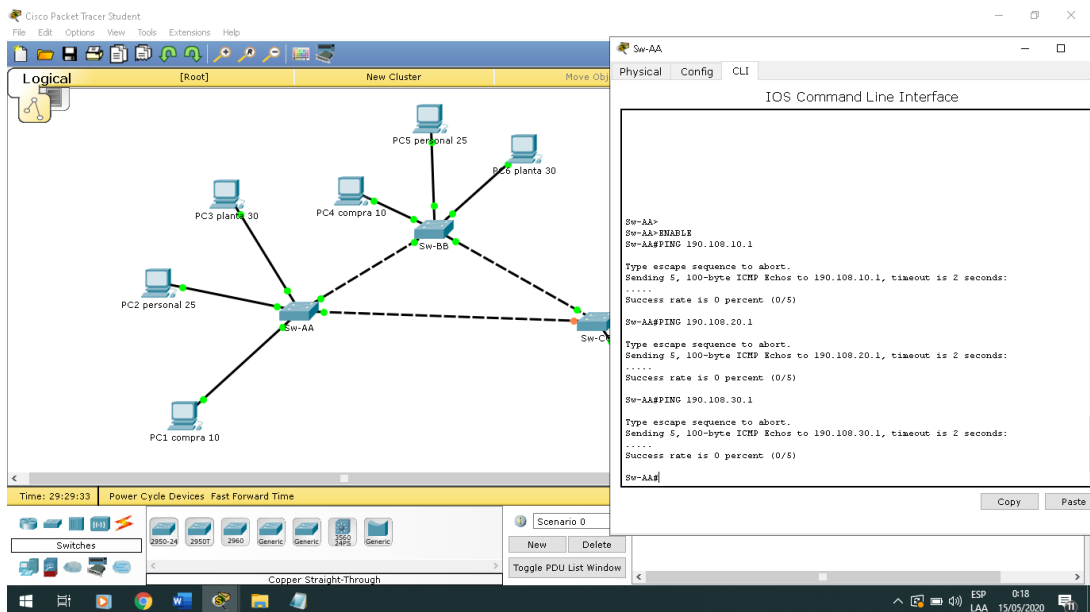 Cisco Packet Tracer Student
File Edit Options View Tools Extensions Help
Logical
[Root]
New Cluster
Move Obj
PC5 personal 25
PC6 planta 30
PC3 planta 30
PC4 compra 10
Sw-BB
PC2 personal 25
Sw-AA
Sw-C
PC1 compra 10
Time: 29:29:33
Power Cycle Devices Fast Forward Time
Switches
2950-24
2950T
2960
Generic
Generic
3560
24PS
Generic
Copper Straight-Through
Scenario 0
New
Delete
Toggle PDU List Window
Sw-AA
Physical
Config
CLI
IOS Command Line Interface
Sw-AA>
Sw-AA>ENABLE
Sw-AA#PING 190.108.10.1
Type escape sequence to abort.
Sending 5, 100-byte ICMP Echos to 190.108.10.1, timeout is 2 seconds:
.....
Success rate is 0 percent (0/5)
Sw-AA#PING 190.108.20.1
Type escape sequence to abort.
Sending 5, 100-byte ICMP Echos to 190.108.20.1, timeout is 2 seconds:
.....
Success rate is 0 percent (0/5)
Sw-AA#PING 190.108.30.1
Type escape sequence to abort.
Sending 5, 100-byte ICMP Echos to 190.108.30.1, timeout is 2 seconds:
.....
Success rate is 0 percent (0/5)
Sw-AA#
Copy
Paste
ESP
LAA
0:18
15/05/2020